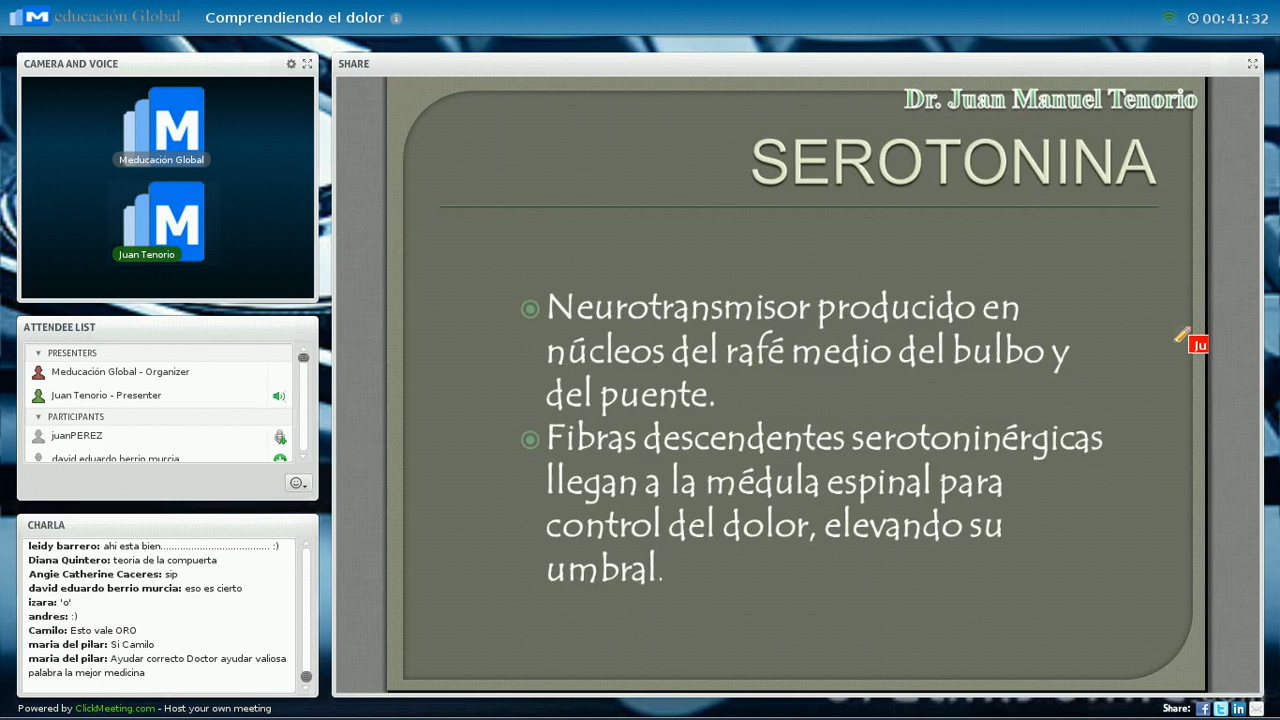 educación Global
Comprendiendo el dolor
00:41:32
CAMERA AND VOICE
Meducación Global
Juan Tenorio
ATTENDEE LIST
PRESENTERS
Meducación Global - Organizer
Juan Tenorio - Presenter
PARTICIPANTS
juanPEREZ
david eduardo berrio murcia
CHARLA
leidy barrero: ahi esta bien...................................... :)
Diana Quintero: teoria de la compuerta
Angie Catherine Caceres: sip
david eduardo berrio murcia: eso es cierto
izara: 'o'
andres: :)
Camilo: Esto vale ORO
maria del pilar: Si Camilo
maria del pilar: Ayudar correcto Doctor ayudar valiosa
palabra la mejor medicina
SHARE
Dr. Juan Manuel Tenorio
SEROTONINA
Neurotransmisor producido en
núcleos del rafé medio del bulbo y
del puente.
Fibras descendentes serotoninérgicas
llegan a la médula espinal para
control del dolor, elevando su
umbral.
Ju
Powered by ClickMeeting.com - Host your own meeting
Share: